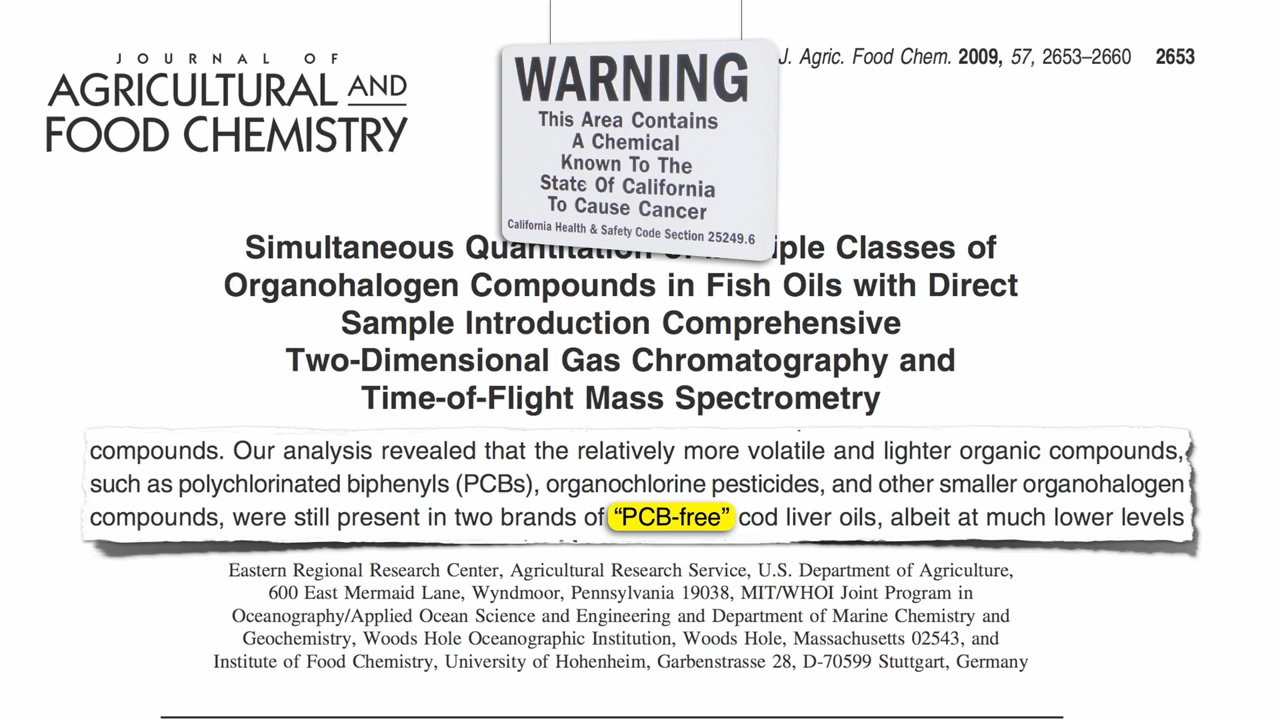 JOURNAL OF
AGRICULTURAL AND
FOOD CHEMISTRY
J. Agric. Food Chem. 2009, 57, 2653–2660 2653
WARNING
This Area Contains
A Chemical
Known To The
State Of California
To Cause Cancer
California Health & Safety Code Section 25249.6
Simultaneous Quantitation Classes of
Organohalogen Compounds in Fish Oils with Direct
Sample Introduction Comprehensive
Two-Dimensional Gas Chromatography and
Time-of-Flight Mass Spectrometry
compounds. Our analysis revealed that the relatively more volatile and lighter organic compounds,
such as polychlorinated biphenyls (PCBs), organochlorine pesticides, and other smaller organohalogen
compounds, were still present in two brands of “PCB-free” cod liver oils, albeit at much lower levels
Eastern Regional Research Center, Agricultural Research Service, U.S. Department of Agriculture,
600 East Mermaid Lane, Wyndmoor, Pennsylvania 19038, MIT/WHOI Joint Program in
Oceanography/Applied Ocean Science and Engineering and Department of Marine Chemistry and
Geochemistry, Woods Hole Oceanographic Institution, Woods Hole, Massachusetts 02543, and
Institute of Food Chemistry, University of Hohenheim, Garbenstrasse 28, D-70599 Stuttgart, Germany